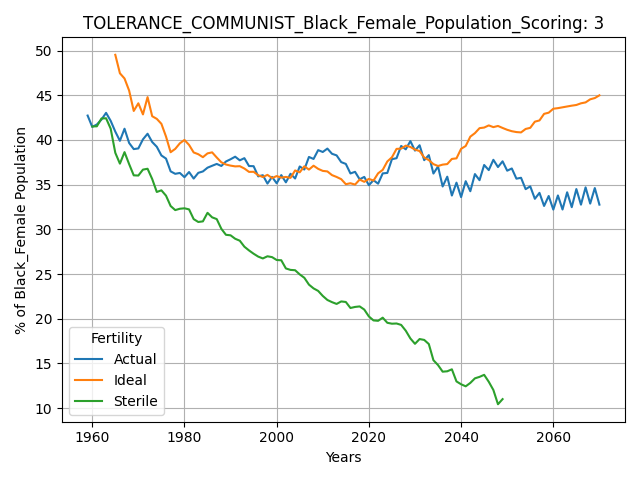 TOLERANCE_COMMUNIST_Black_Female_Population_Scoring: 3
50
45
40
35
30
25
20
15
10
% of Black_Female Population
Fertility
Actual
Ideal
Sterile
1960 1980 2000 2020 2040 2060
Years